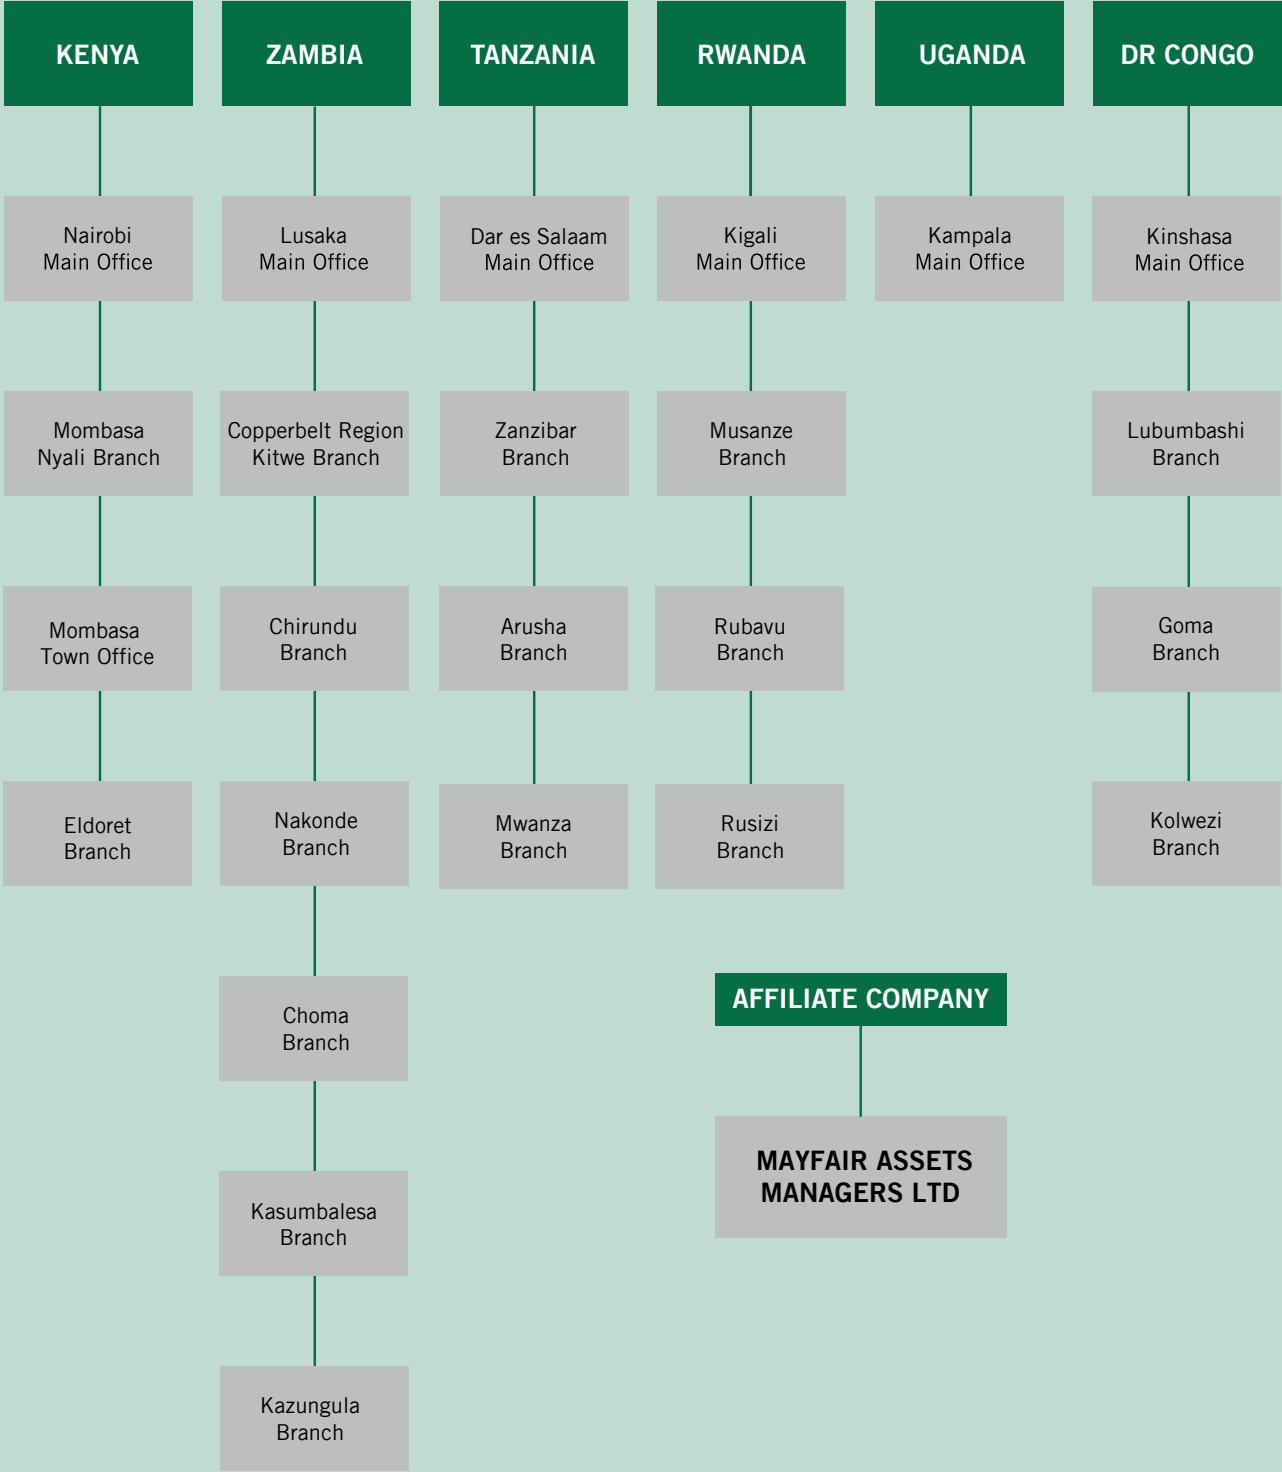 KENYA
ZAMBIA
TANZANIA
RWANDA
UGANDA
DR CONGO
Nairobi
Main Office
Lusaka
Main Office
Dar es Salaam
Main Office
Kigali
Main Office
Kampala
Main Office
Kinshasa
Main Office
Mombasa
Nyali Branch
Copperbelt Region
Kitwe Branch
Zanzibar
Branch
Musanze
Branch
Lubumbashi
Branch
Mombasa
Town Office
Chirundu
Branch
Arusha
Branch
Rubavu
Branch
Goma
Branch
Eldoret
Branch
Nakonde
Branch
Mwanza
Branch
Rusizi
Branch
Kolwezi
Branch
Choma
Branch
AFFILIATE COMPANY
Kasumbalesa
Branch
MAYFAIR ASSETS
MANAGERS LTD
Kazungula
Branch